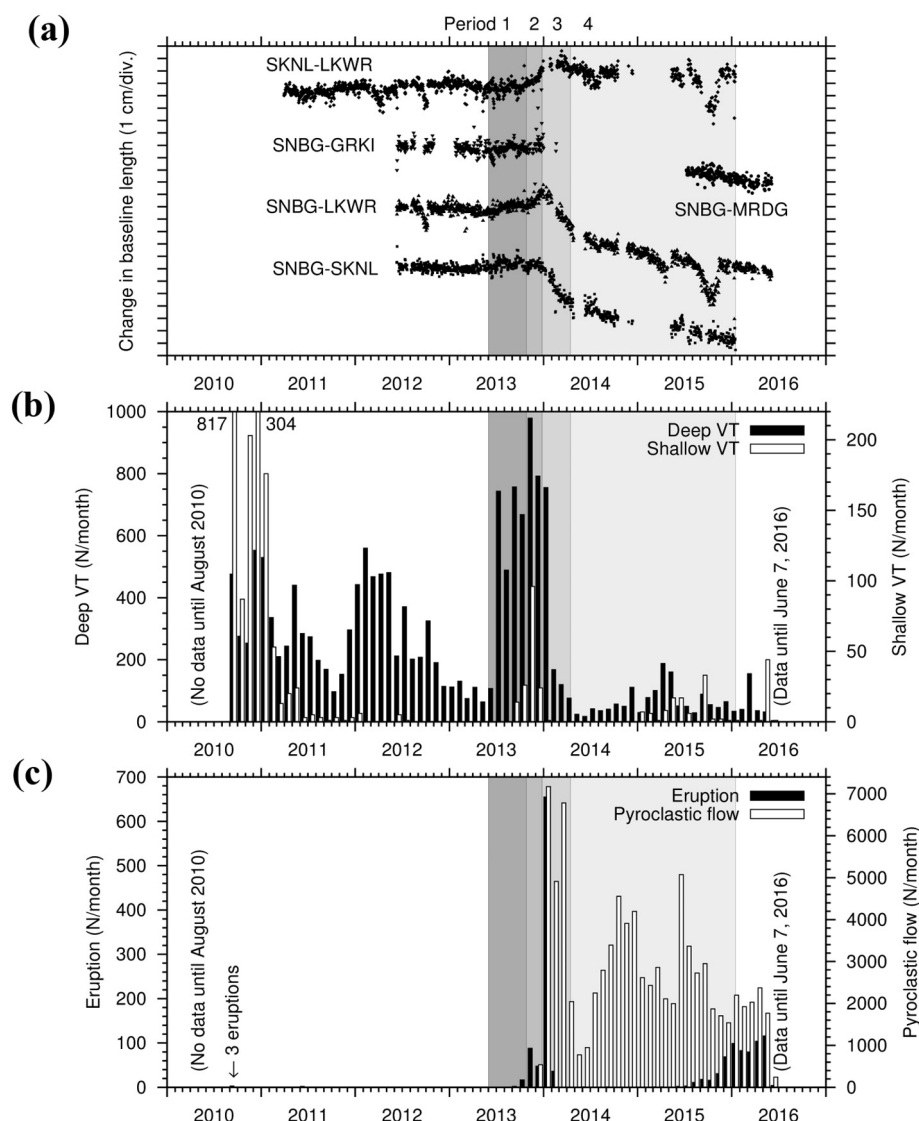 (a)
Period 1 2 3 4
Change in baseline length (1 cm/div.)
SKNL-LKWR
SNBG-GRKI
SNBG-LKWR
SNBG-MRDG
SNBG-SKNL
2010 2011 2012 2013 2014 2015 2016
(b)
Deep VT (N/month)
1000
800
600
400
200
0
817 304
(No data until August 2010)
Deep VT
Shallow VT
(Data until June 7, 2016)
200
150
100
50
0
Shallow VT (N/month)
2010 2011 2012 2013 2014 2015 2016
(c)
Eruption (N/month)
700
600
500
400
300
200
100
0
(No data until August 2010)
← 3 eruptions
Eruption
Pyroclastic flow
(Data until June 7, 2016)
7000
6000
5000
4000
3000
2000
1000
0
Pyroclastic flow (N/month)
2010 2011 2012 2013 2014 2015 2016